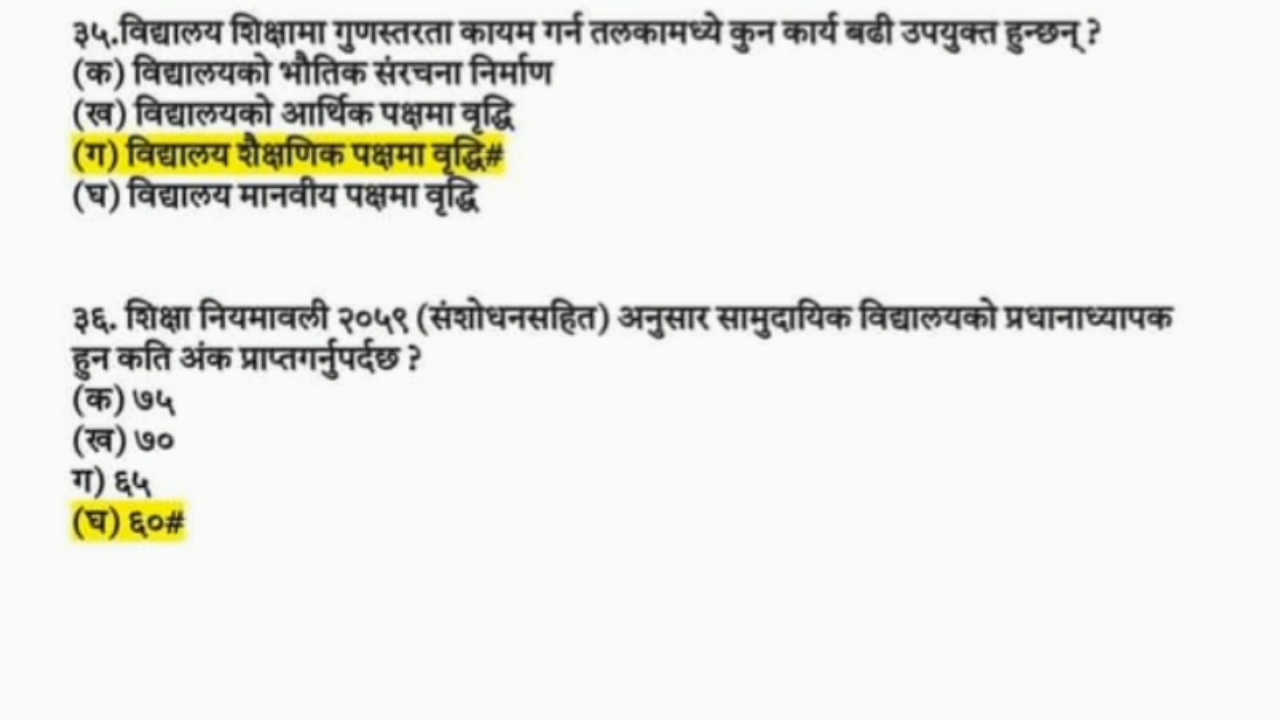 ३५.विद्यालय शिक्षामा गुणस्तरता कायम गर्न तलकामध्ये कुन कार्य बढी उपयुक्त हुन्छन् ?
(क) विद्यालयको भौतिक संरचना निर्माण
(ख) विद्यालयको आर्थिक पक्षमा वृद्धि
(ग) विद्यालय शैक्षणिक पक्षमा वृद्धि#
(घ) विद्यालय मानवीय पक्षमा वृद्धि
३६. शिक्षा नियमावली २०५९ (संशोधनसहित) अनुसार सामुदायिक विद्यालयको प्रधानाध्यापक
हुन कति अंक प्राप्तगर्नुपर्दछ ?
(क) ७५
(ख) ७०
ग) ६५
(घ) ६०#